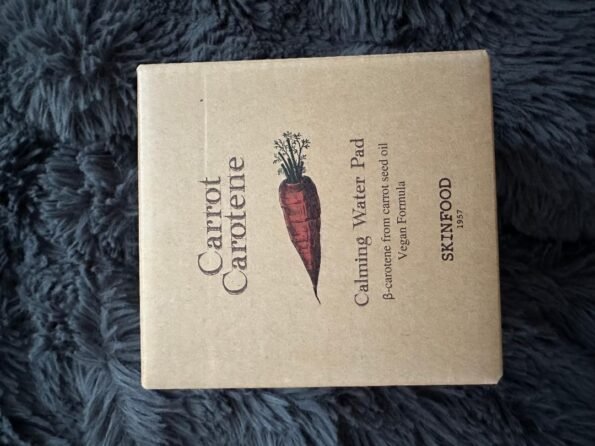 Carrot
Carotene
Calming Water Pad
β-carotene from carrot seed oil
Vegan Formula
SKINFOOD
1957